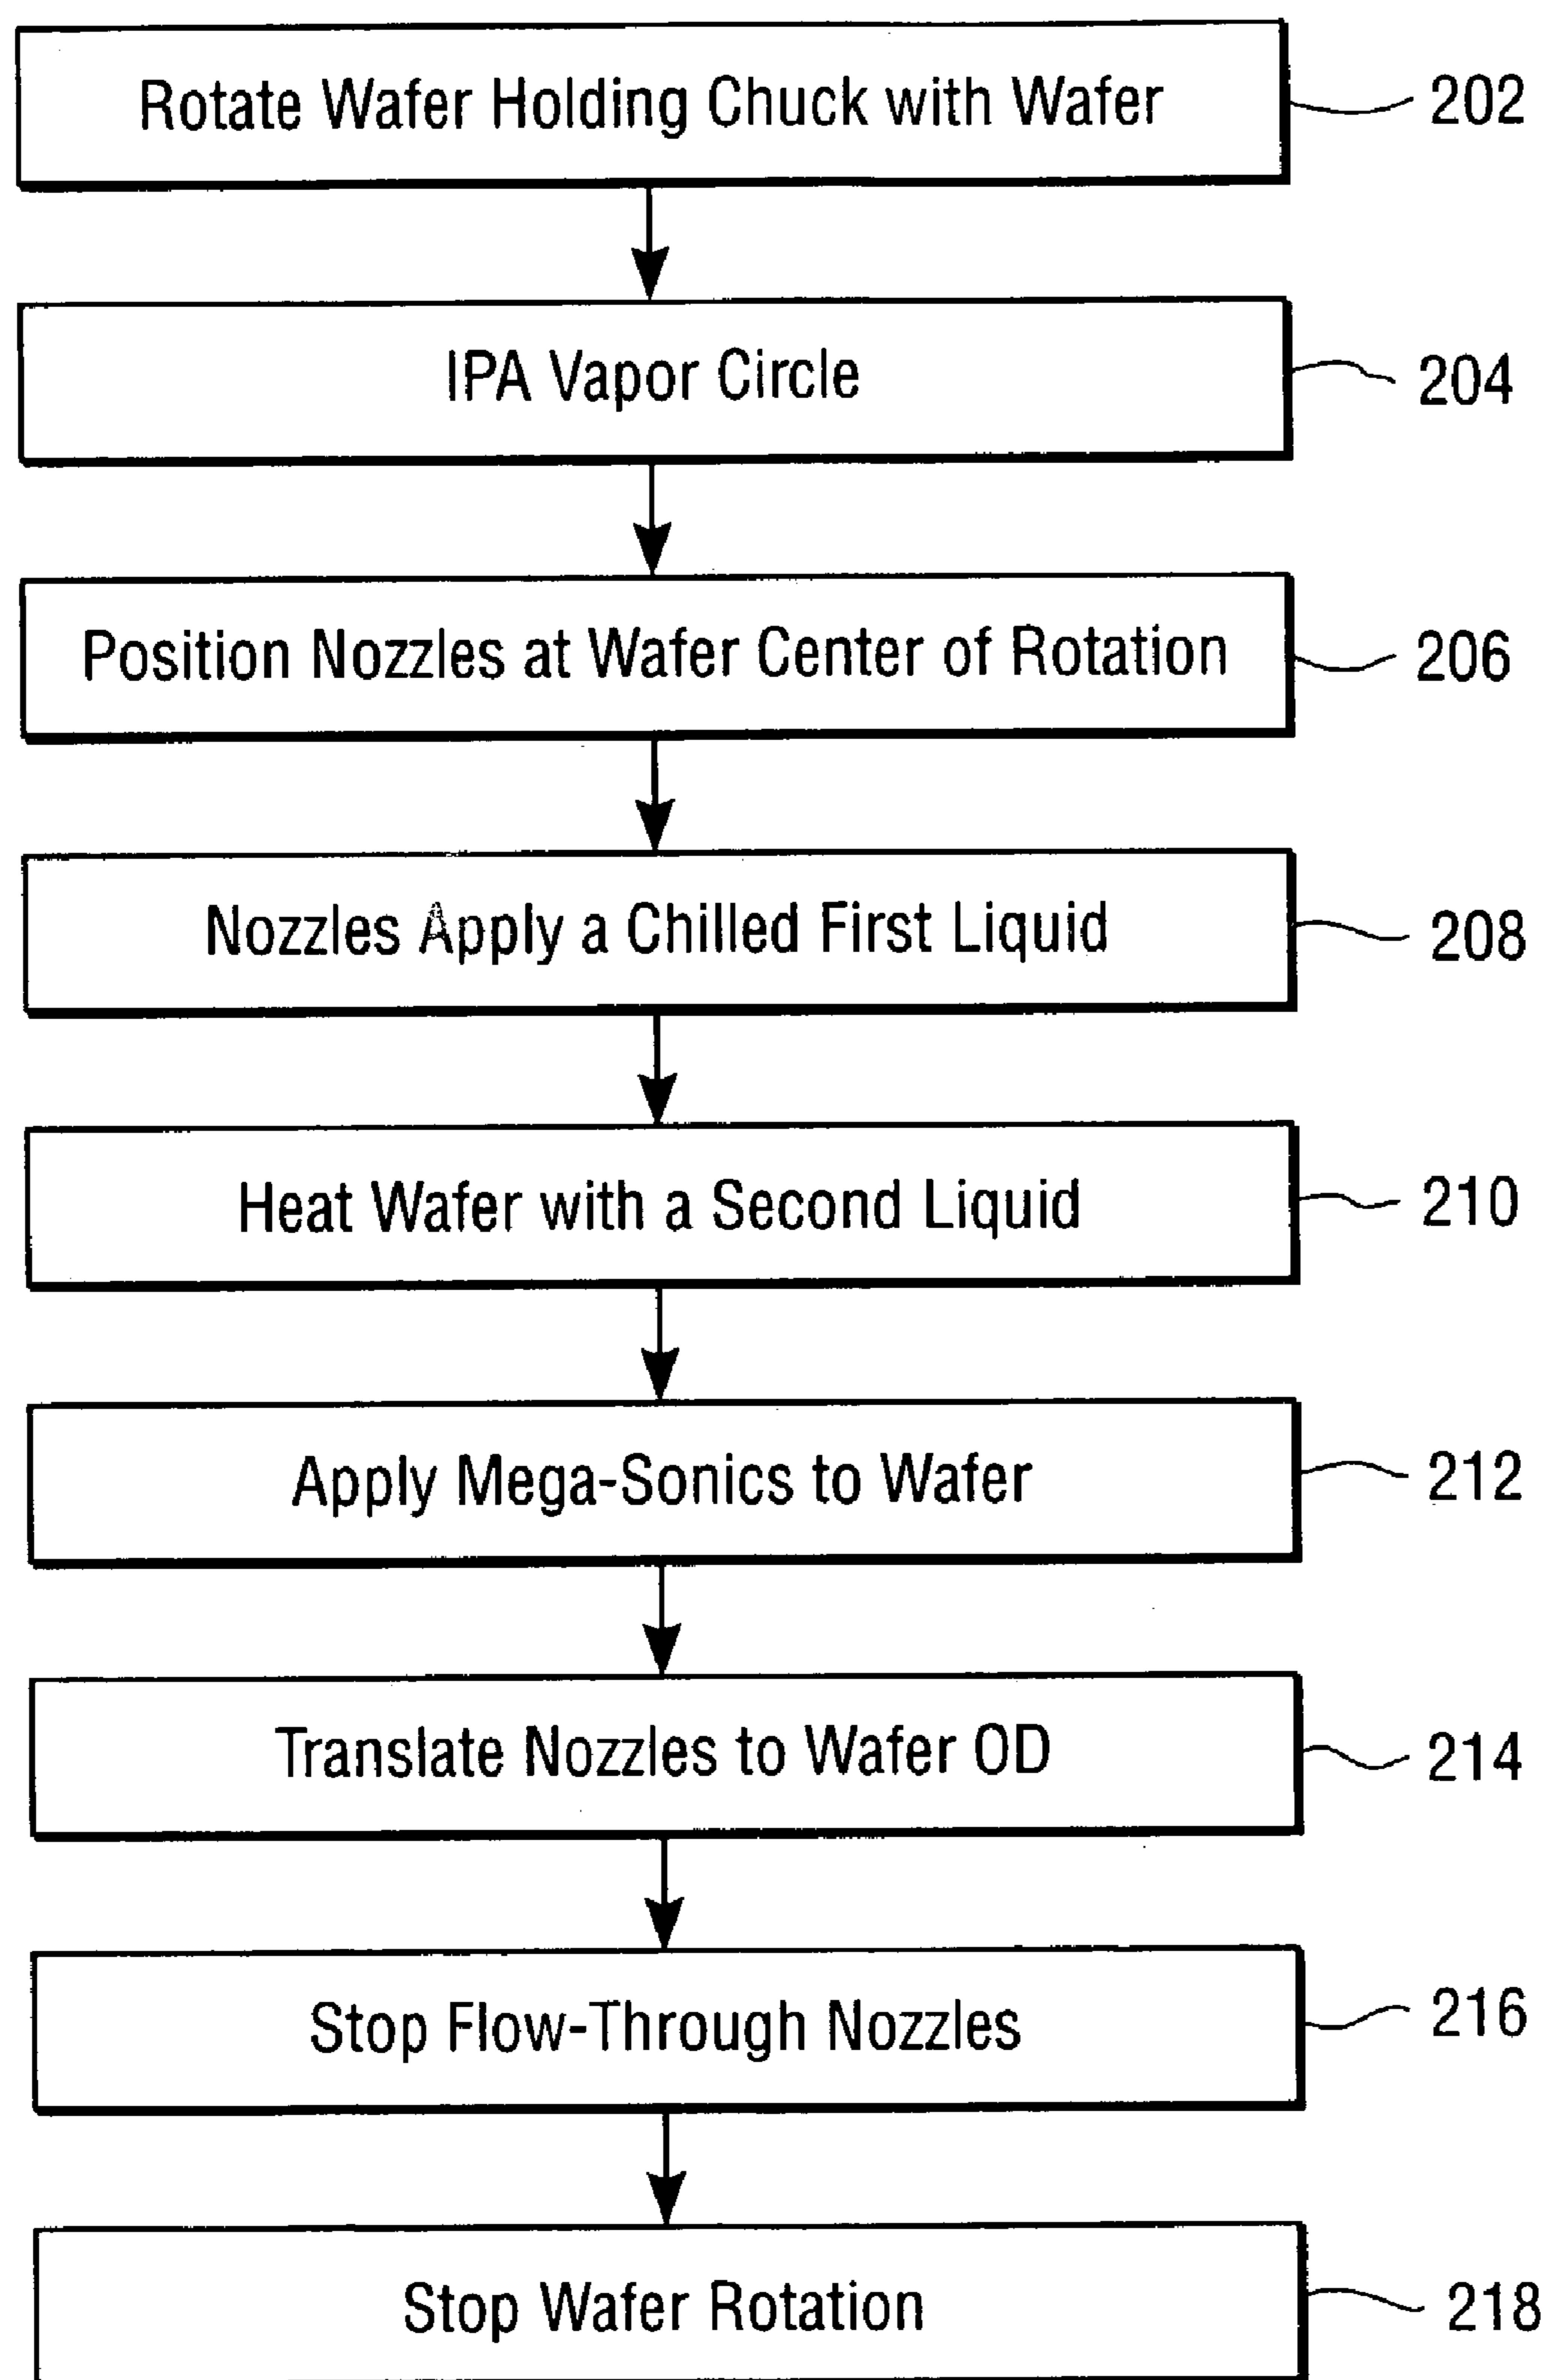 Rotate Wafer Holding Chuck with Wafer 202
IPA Vapor Circle 204
Position Nozzles at Wafer Center of Rotation 206
Nozzles Apply a Chilled First Liquid 208
Heat Wafer with a Second Liquid 210
Apply Mega-Sonics to Wafer 212
Translate Nozzles to Wafer OD 214
Stop Flow-Through Nozzles 216
Stop Wafer Rotation 218